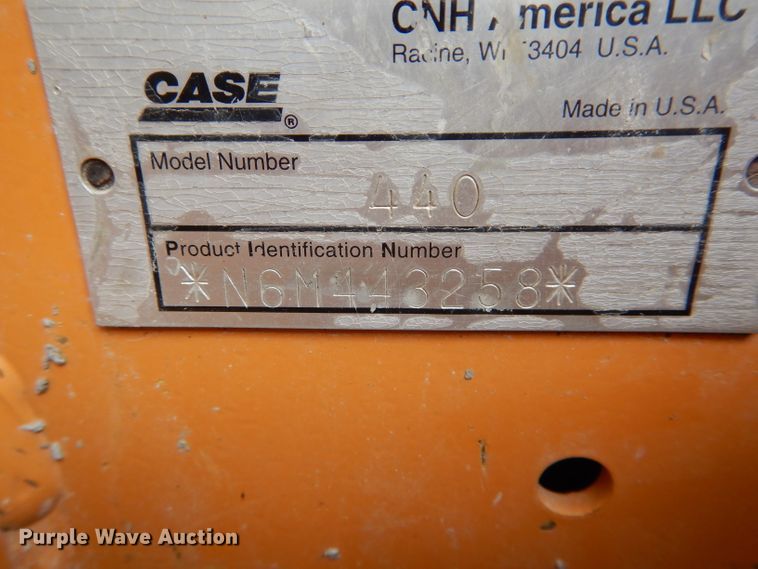 CNH America LLC
Racine, WI 53404 U.S.A.
CASE
®
Made in U.S.A.
Model Number
440
Product Identification Number
*N6M443258*
Purple Wave Auction